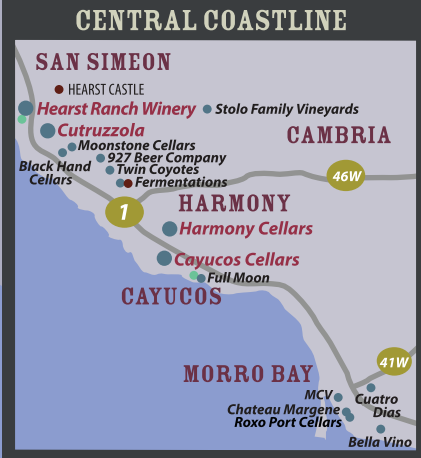 CENTRAL COASTLINE
SAN SIMEON
HEARST CASTLE
Hearst Ranch Winery
Stolo Family Vineyards
Cutruzzola
CAMBRIA
Moonstone Cellars
927 Beer Company
Black Hand
Cellars
Twin Coyotes
46W
Fermentations
1
HARMONY
Harmony Cellars
Cayucos Cellars
Full Moon
CAYUCOS
41W
MORRO BAY
MCV
Cuatro
Dias
Chateau Margene
Roxo Port Cellars
Bella Vino